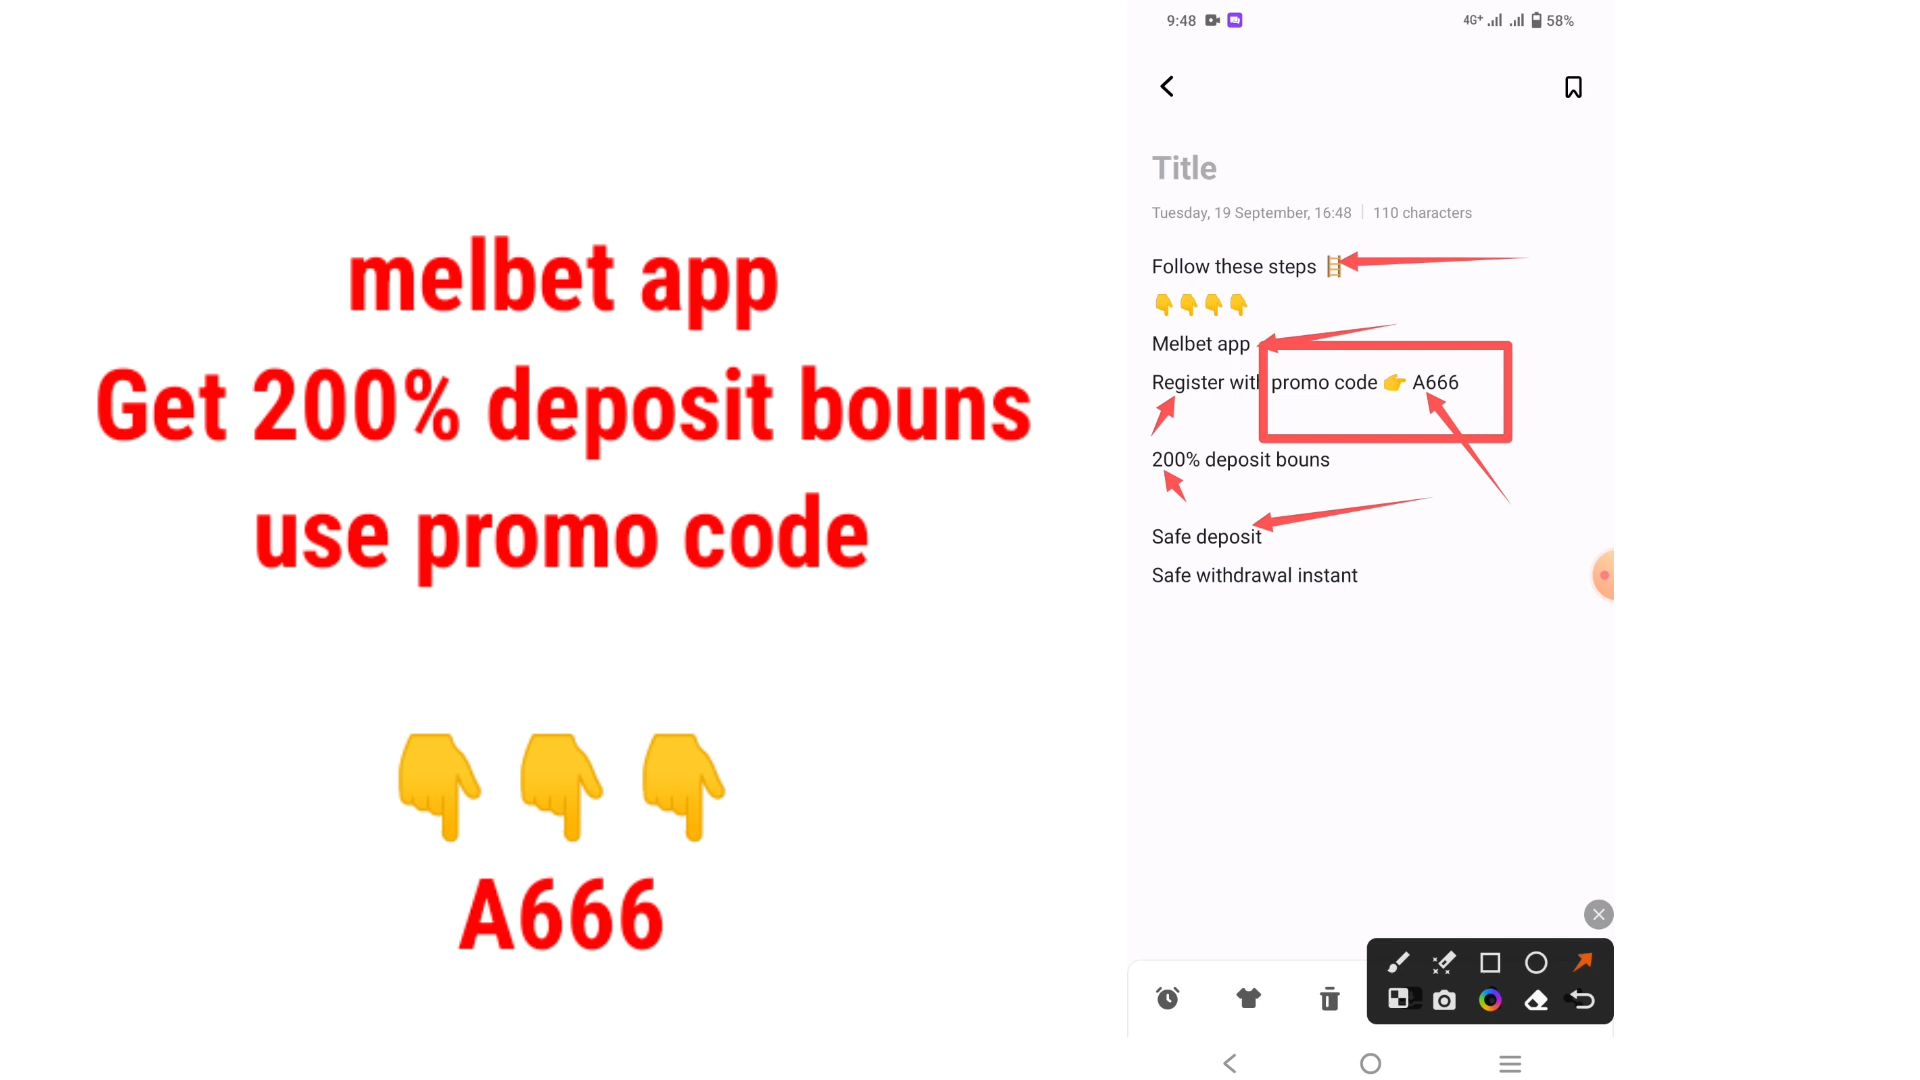 melbet app
Get 200% deposit bouns
use promo code
👇👇👇
A666
9:48
4G+ 58%
Title
Tuesday, 19 September, 16:48 | 110 characters
Follow these steps 🪜
👇👇👇👇
Melbet app
Register with promo code 👉 A666
200% deposit bouns
Safe deposit
Safe withdrawal instant